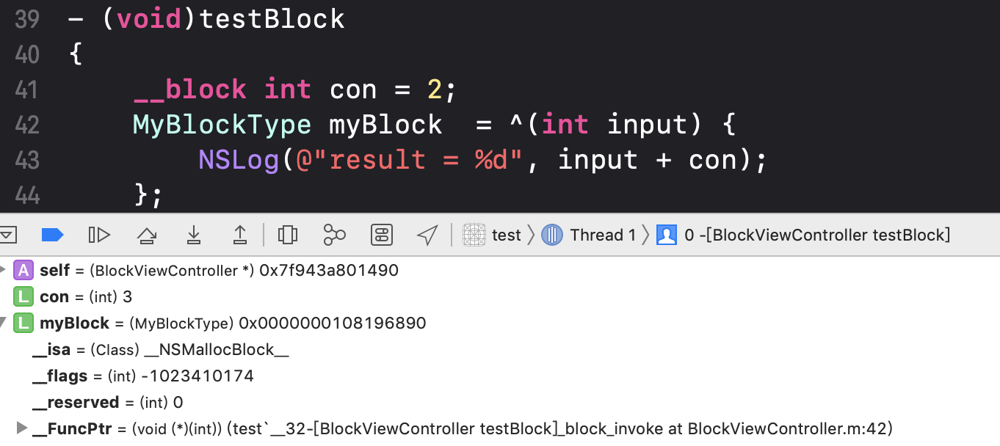 39 - (void)testBlock
40 {
41 __block int con = 2;
42 MyBlockType myBlock  = ^(int input) {
43 NSLog(@"result = %d", input + con);
44 };
test Thread 1 0 -[BlockViewController testBlock]
A self = (BlockViewController *) 0x7f943a801490
L con = (int) 3
L myBlock = (MyBlockType) 0x0000000108196890
__isa = (Class) __NSMallocBlock__
__flags = (int) -1023410174
__reserved = (int) 0
__FuncPtr = (void (*)(int)) (test`__32-[BlockViewController testBlock]_block_invoke at BlockViewController.m:42)